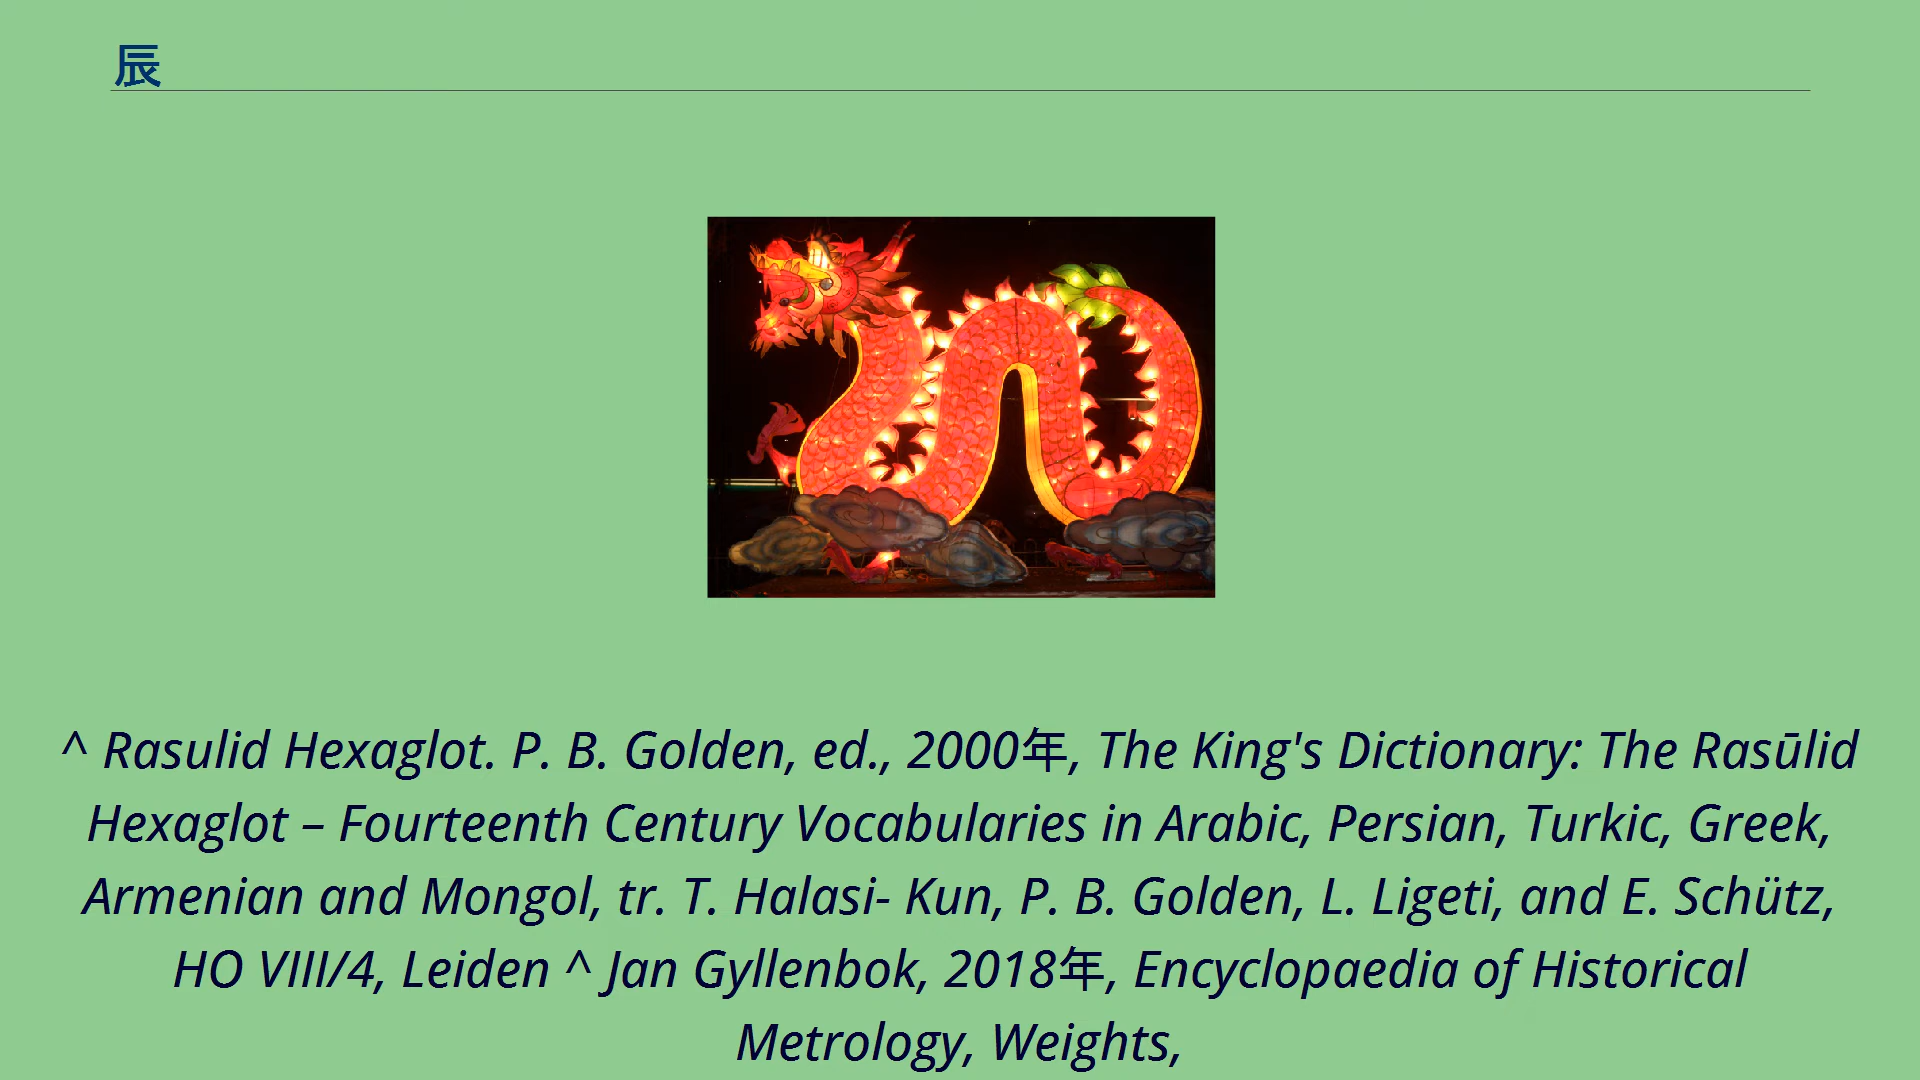 辰
^ Rasulid Hexaglot. P. B. Golden, ed., 2000年, The King's Dictionary: The Rasūlid
Hexaglot – Fourteenth Century Vocabularies in Arabic, Persian, Turkic, Greek,
Armenian and Mongol, tr. T. Halasi- Kun, P. B. Golden, L. Ligeti, and E. Schütz,
HO VIII/4, Leiden ^ Jan Gyllenbok, 2018年, Encyclopaedia of Historical
Metrology, Weights,